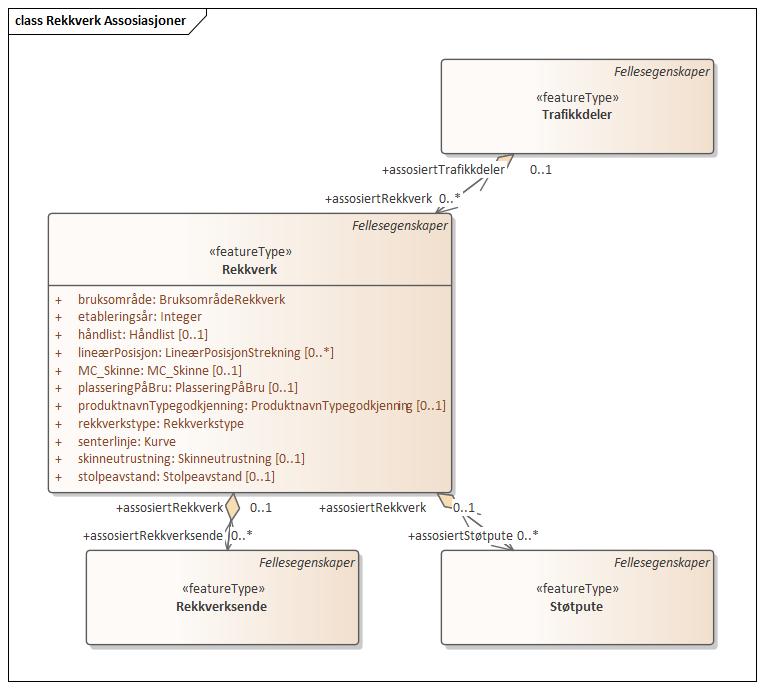 class Rekkverk Assosiasjoner
Fellesegenskaper
«featureType»
Trafikkdeler
+assosiertTrafikkdeler 0..1
+assosiertRekkverk 0..*
Fellesegenskaper
«featureType»
Rekkverk
+ bruksområde: BruksområdeRekkverk
+ etableringsår: Integer
+ håndlist: Håndlist [0..1]
+ lineærPosisjon: LineærPosisjonStrekning [0..*]
+ MC_Skinne: MC_Skinne [0..1]
+ plasseringPåBru: PlasseringPåBru [0..1]
+ produktnavnTypegodkjenning: ProduktnavnTypegodkjenning [0..1]
+ rekkverkstype: Rekkverkstype
+ senterlinje: Kurve
+ skinneutrustning: Skinneutrustning [0..1]
+ stolpeavstand: Stolpeavstand [0..1]
+assosiertRekkverk 0..1
+assosiertRekkverk 0..1
+assosiertRekkverksende 0..*
+assosiertStøtpute 0..*
Fellesegenskaper
«featureType»
Rekkverksende
Fellesegenskaper
«featureType»
Støtpute